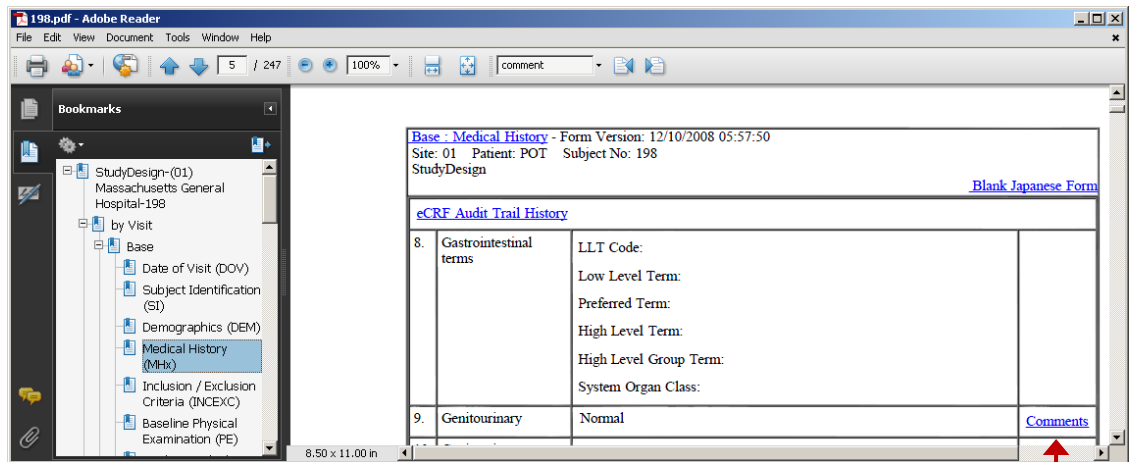 198.pdf - Adobe Reader
File Edit View Document Tools Window Help
5 / 247 100% comment
Bookmarks
StudyDesign-(01)
Massachusetts General
Hospital-198
by Visit
Base
Date of Visit (DOV)
Subject Identification
(SI)
Demographics (DEM)
Medical History
(MHx)
Inclusion / Exclusion
Criteria (INCEXC)
Baseline Physical
Examination (PE)
8.50 x 11.00 in
Base : Medical History - Form Version: 12/10/2008 05:57:50
Site: 01 Patient: POT Subject No: 198
StudyDesign
Blank Japanese Form
eCRF Audit Trail History
8. Gastrointestinal
terms
LLT Code:
Low Level Term:
Preferred Term:
High Level Term:
High Level Group Term:
System Organ Class:
9. Genitourinary Normal Comments